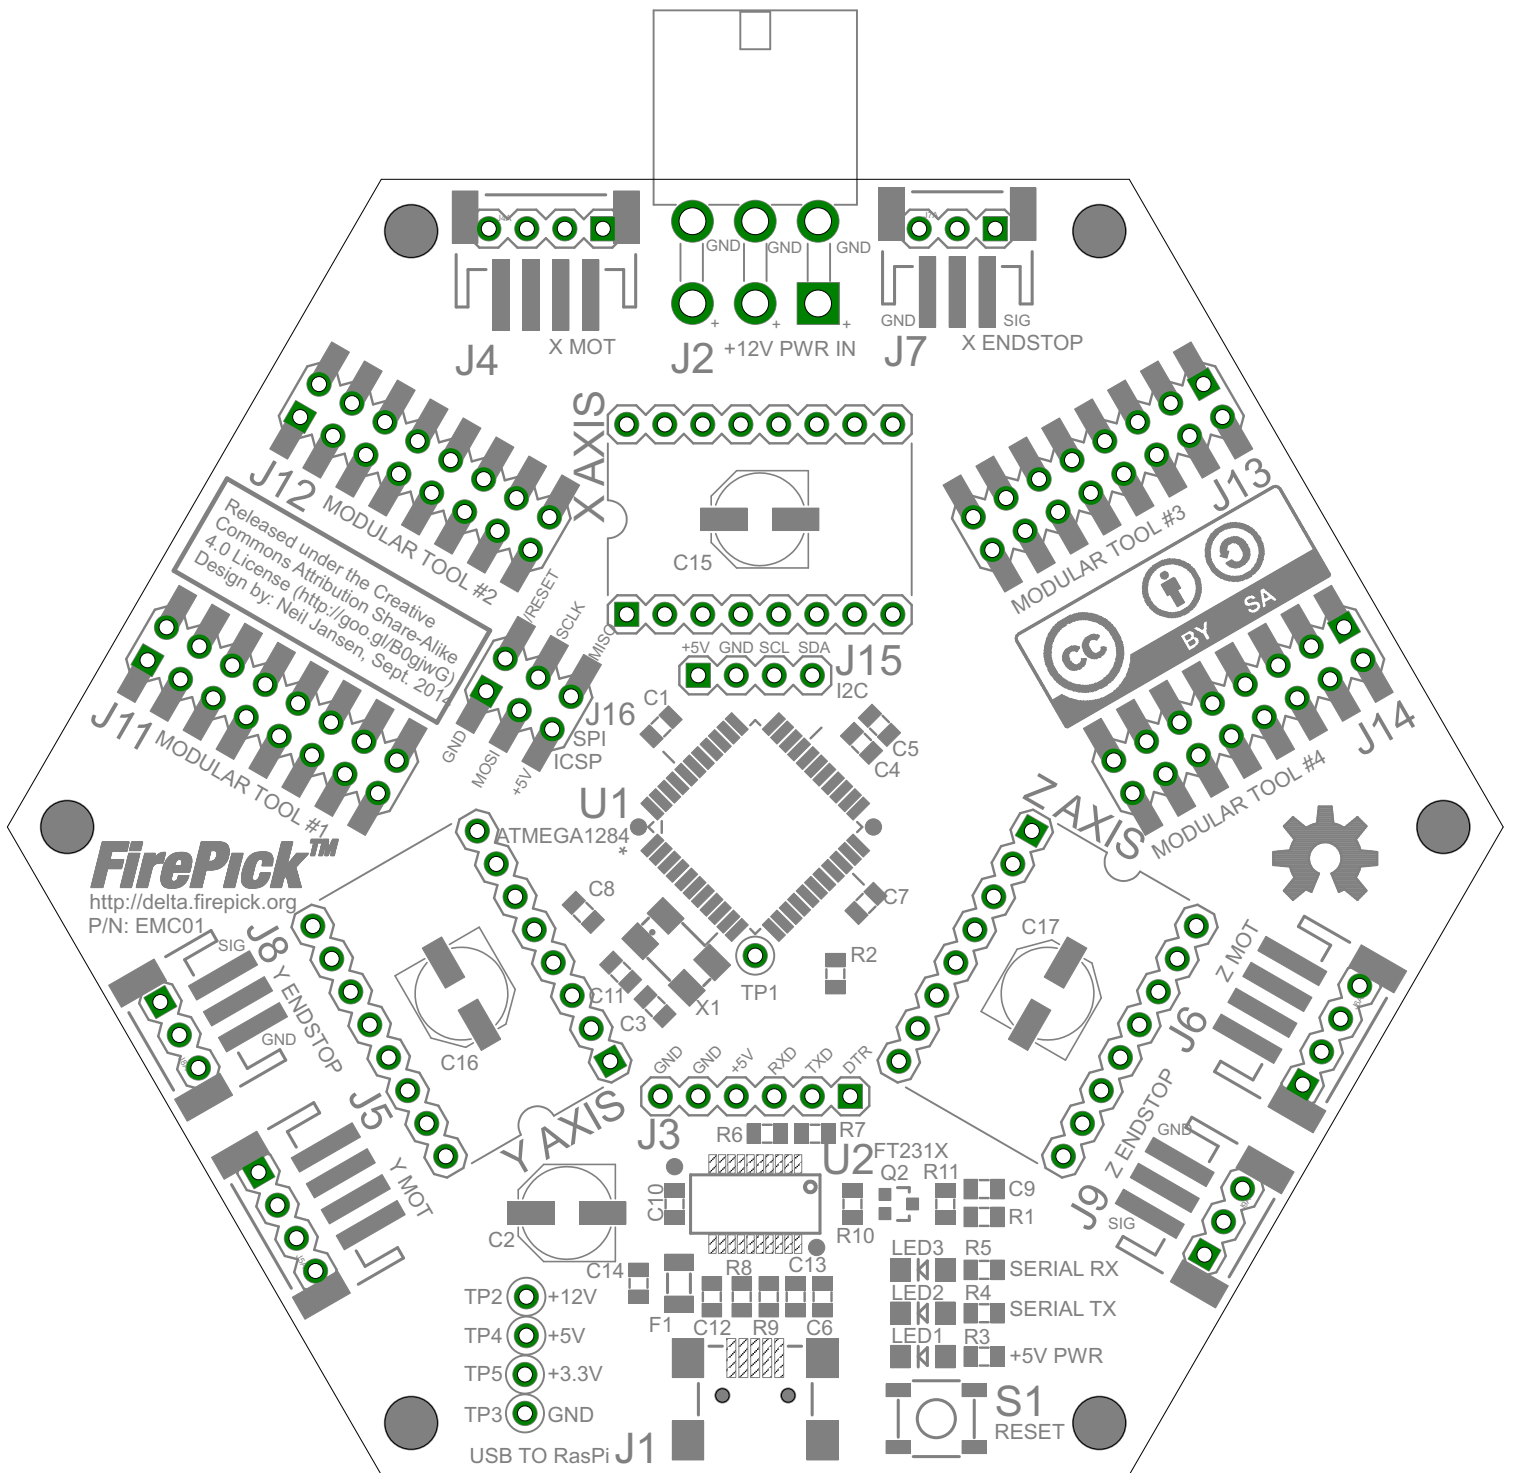 GND
GND
GND
+
+
+
J4
X MOT
J2
+12V PWR IN
GND
SIG
J7
X ENDSTOP
X AXIS
C15
J12
MODULAR TOOL #2
J13
MODULAR TOOL #3
Released under the Creative
Commons Attribution Share-Alike
4.0 License (http://goo.gl/B0gjwG)
Design by: Neil Jansen, Sept. 2014
cc
BY
SA
/RESET
SCLK
MISO
GND
MOSI
+5V
J16
SPI
ICSP
+5V
GND
SCL
SDA
J15
I2C
J11
MODULAR TOOL #1
J14
MODULAR TOOL #4
C1
C5
C4
U1
ATMEGA1284
*
Z AXIS
FirePick™
http://delta.firepick.org
P/N: EMC01
C8
C7
C11
C3
X1
TP1
R2
C16
C17
SIG
J8
Y ENDSTOP
GND
Z MOT
J6
J5
Y MOT
Y AXIS
GND
GND
+5V
RXD
TXD
DTR
J3
R6
R7
U2
FT231X
Z ENDSTOP
GND
J9
SIG
C10
Q2
R11
C9
R1
R10
C2
C14
R8
C13
F1
C12
R9
C6
LED3
R5
SERIAL RX
LED2
R4
SERIAL TX
LED1
R3
+5V PWR
TP2
+12V
TP4
+5V
TP5
+3.3V
TP3
GND
USB TO RasPi
J1
S1
RESET